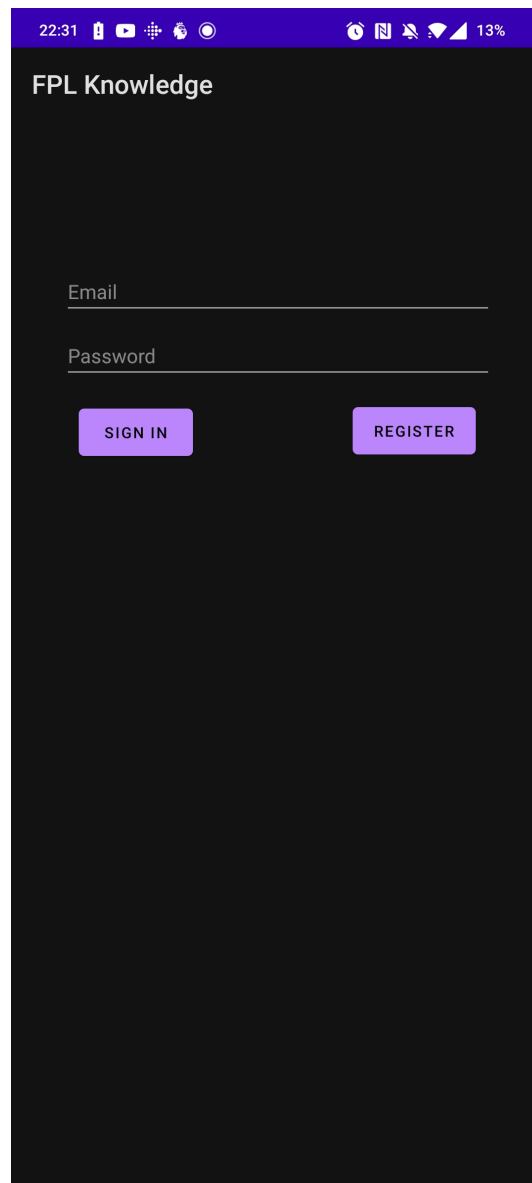 22:31 13%
FPL Knowledge
Email
Password
SIGN IN REGISTER